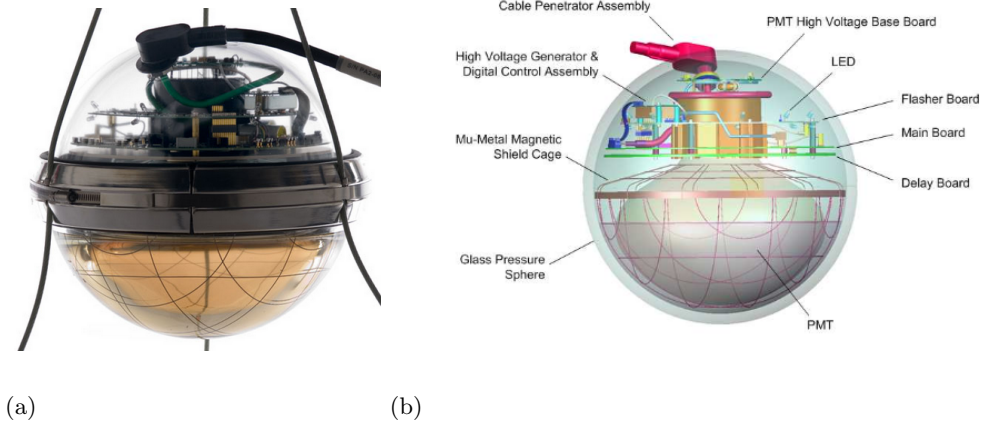 Cable Penetrator Assembly
PMT High Voltage Base Board
High Voltage Generator &
Digital Control Assembly
LED
Flasher Board
Main Board
Mu-Metal Magnetic
Shield Cage
Delay Board
Glass Pressure
Sphere
PMT
(a)
(b)